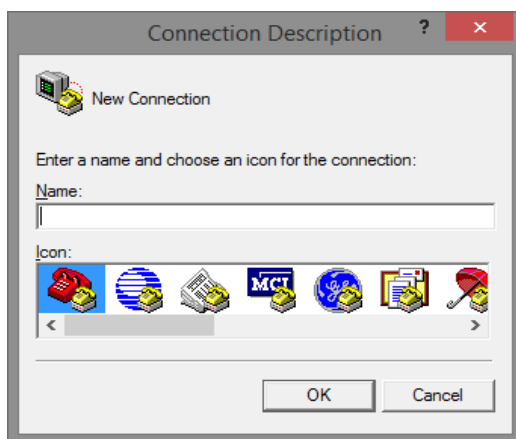 Connection Description ? ×
New Connection
Enter a name and choose an icon for the connection:
Name:
Icon:
MCI
OK Cancel